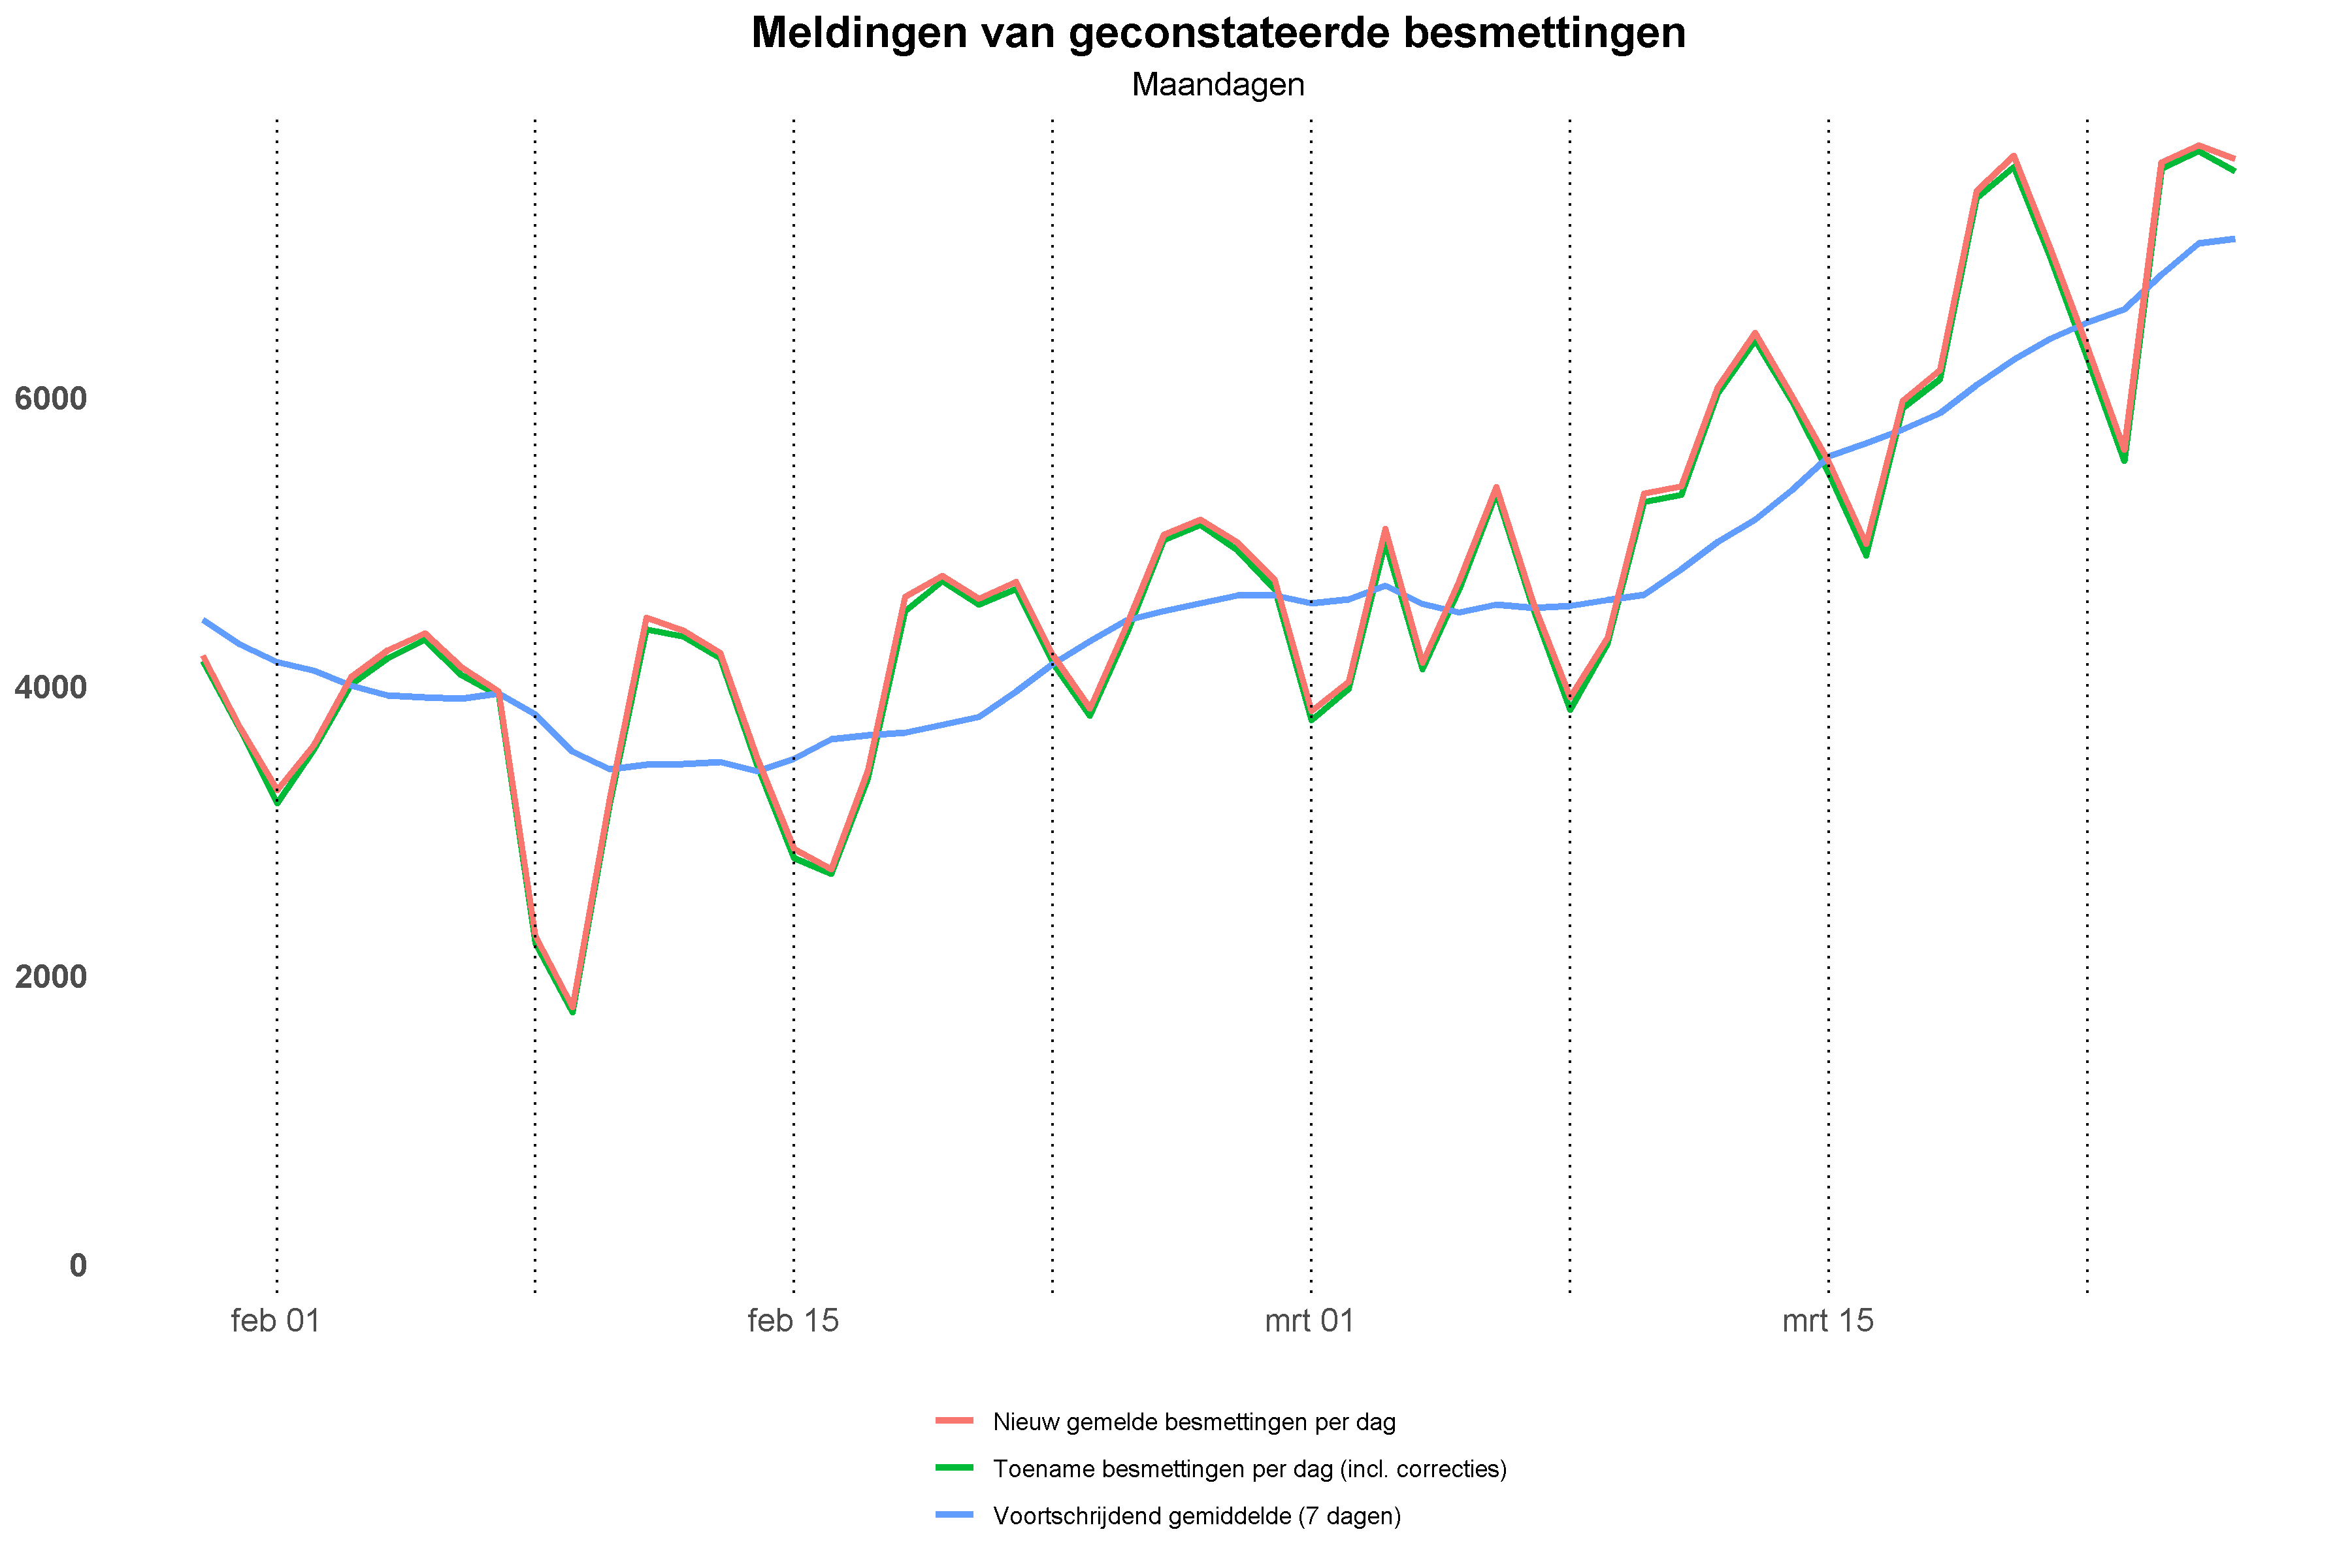 Meldingen van geconstateerde besmettingen
Maandagen
6000
4000
2000
0
feb 01
feb 15
mrt 01
mrt 15
Nieuw gemelde besmettingen per dag
Toename besmettingen per dag (incl. correcties)
Voortschrijdend gemiddelde (7 dagen)